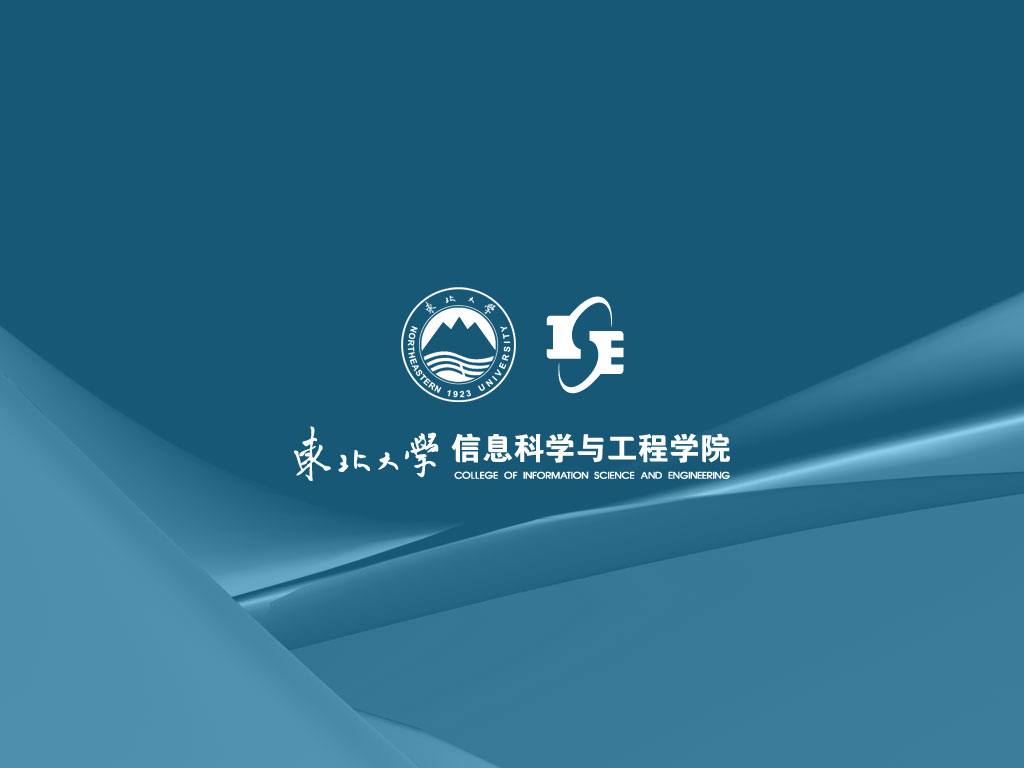 東北大學
NORTHEASTERN 1923 UNIVERSITY
ISE
東北大學 信息科学与工程学院
COLLEGE OF INFORMATION SCIENCE AND ENGINEERING